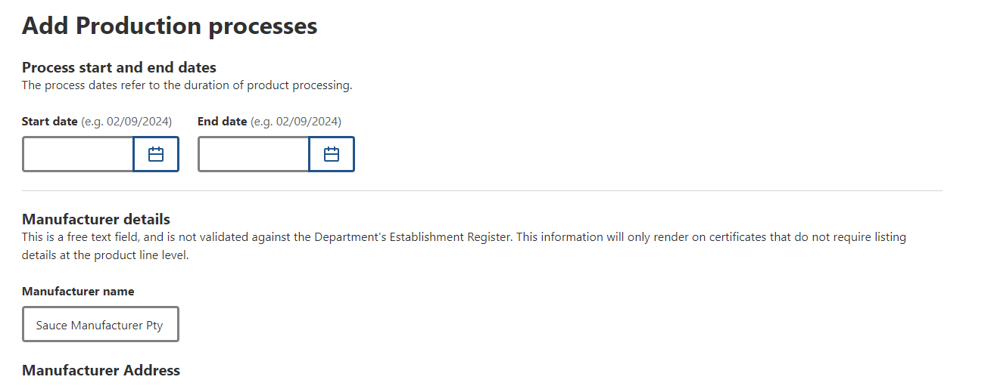 Add Production processes
Process start and end dates
The process dates refer to the duration of product processing.
Start date (e.g. 02/09/2024) End date (e.g. 02/09/2024)
Manufacturer details
This is a free text field, and is not validated against the Department's Establishment Register. This information will only render on certificates that do not require listing
details at the product line level.
Manufacturer name
Sauce Manufacturer Pty
Manufacturer Address